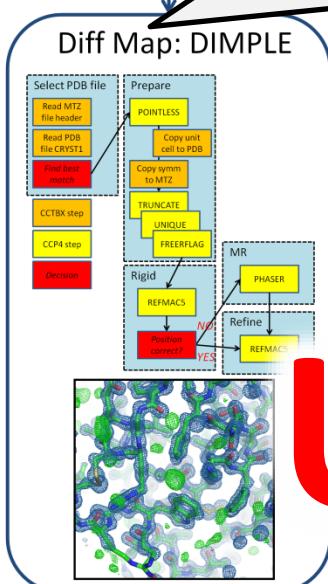 Diff Map: DIMPLE
Select PDB file
Read MTZ
file header
Read PDB
file CRYST1
Find best
match
CCTBX step
CCP4 step
Decision
Prepare
POINTLESS
Copy unit
cell to PDB
Copy symm
to MTZ
TRUNCATE
UNIQUE
FREERFLAG
Rigid
REFMAC5
Position
correct?
NO
YES
MR
PHASER
Refine
REFMAC5